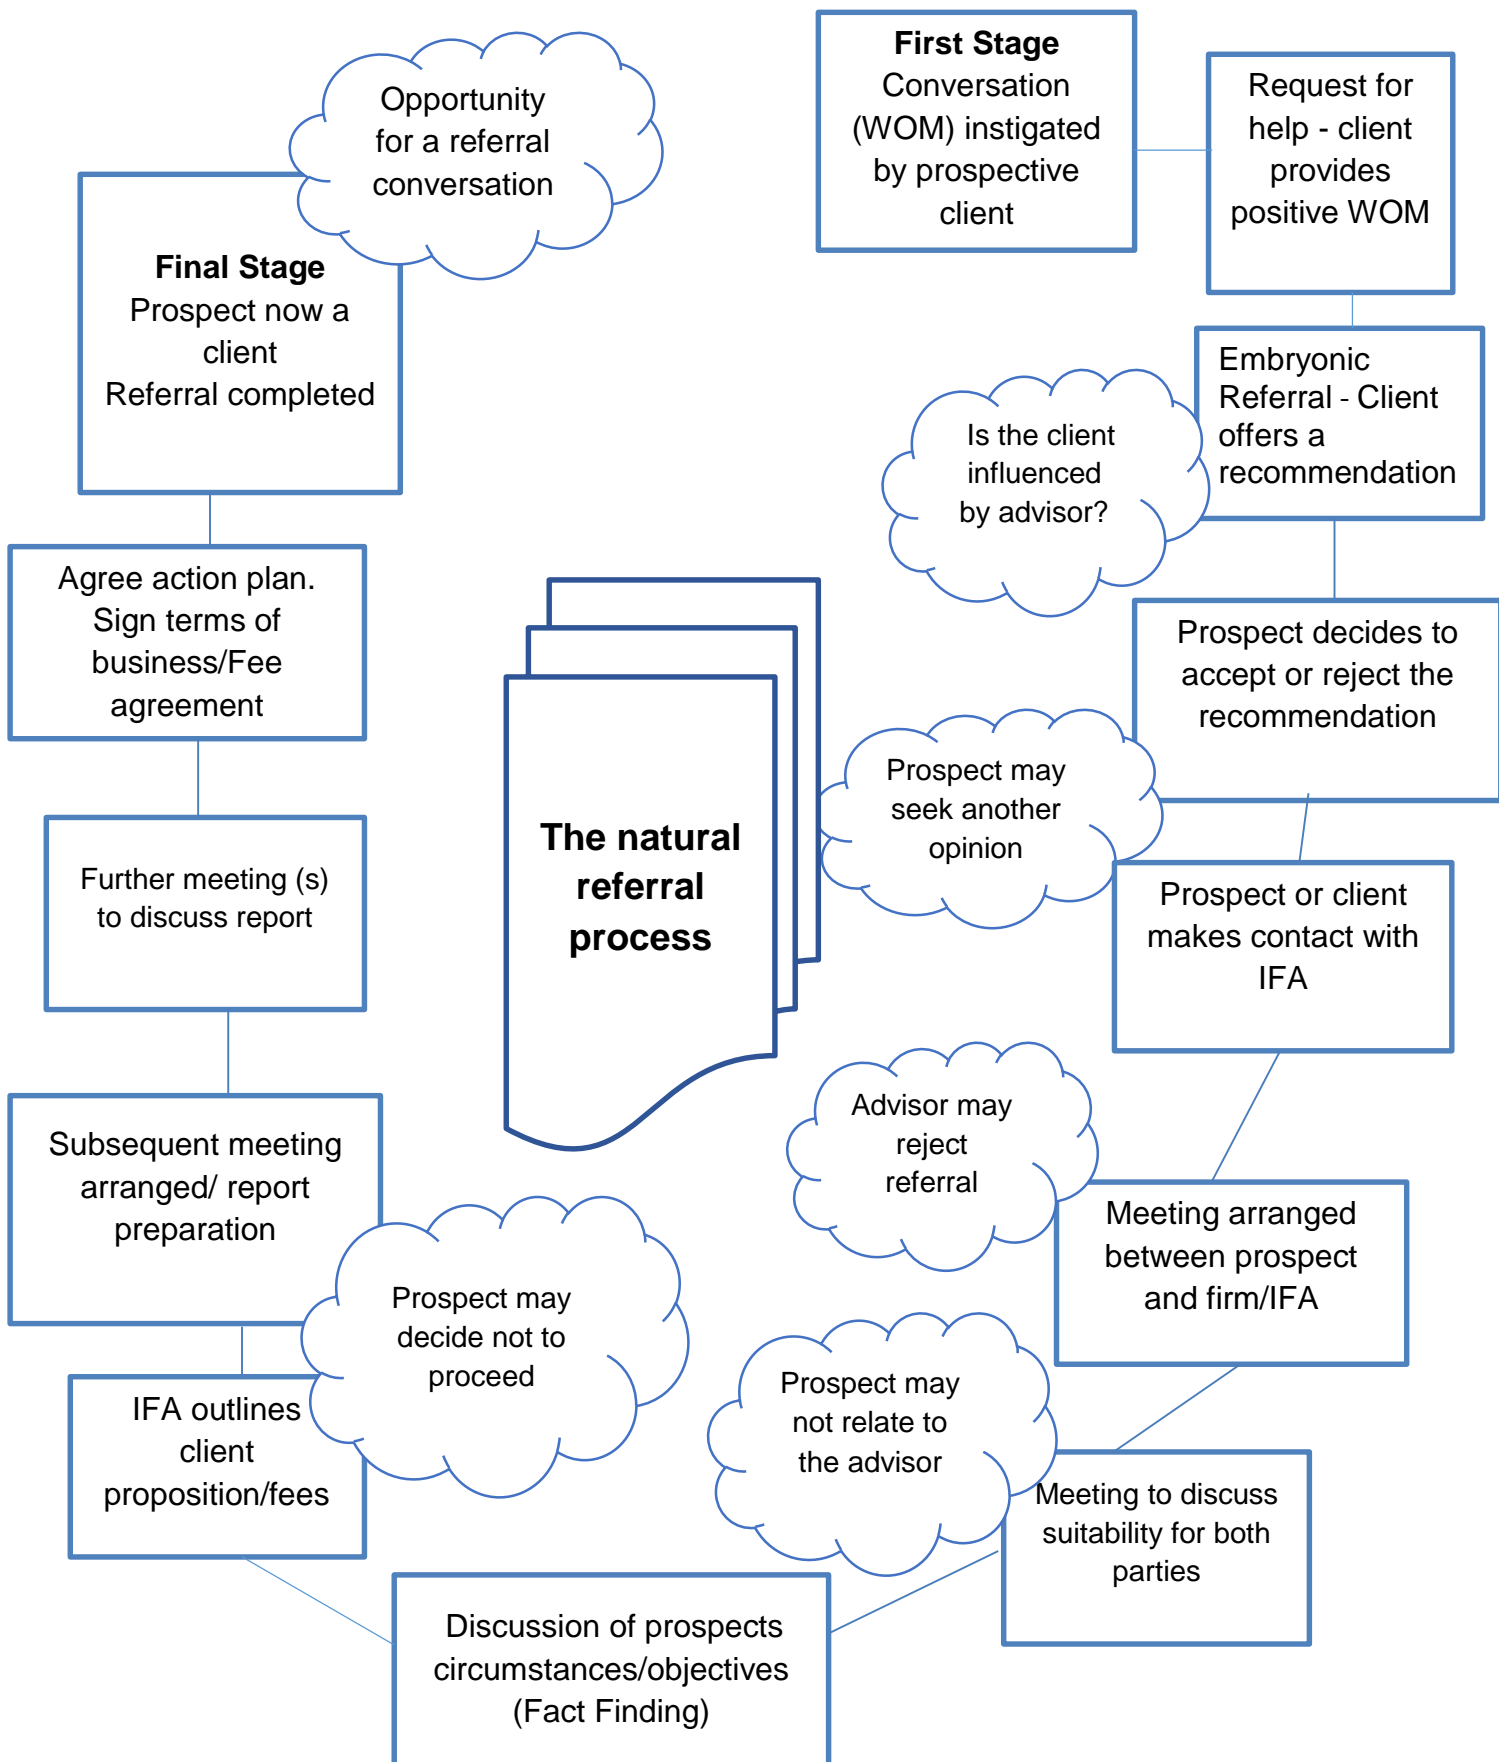 First Stage
Conversation
(WOM) instigated
by prospective
client
Request for
help - client
provides
positive WOM
Embryonic
Referral - Client
offers a
recommendation
Is the client
influenced
by advisor?
Prospect decides to
accept or reject the
recommendation
Prospect may
seek another
opinion
Prospect or client
makes contact with
IFA
Advisor may
reject
referral
Meeting arranged
between prospect
and firm/IFA
Prospect may
not relate to
the advisor
Meeting to discuss
suitability for both
parties
Discussion of prospects
circumstances/objectives
(Fact Finding)
IFA outlines
client
proposition/fees
Prospect may
decide not to
proceed
Subsequent meeting
arranged/ report
preparation
Further meeting (s)
to discuss report
Agree action plan.
Sign terms of
business/Fee
agreement
Final Stage
Prospect now a
client
Referral completed
Opportunity
for a referral
conversation
The natural
referral
process